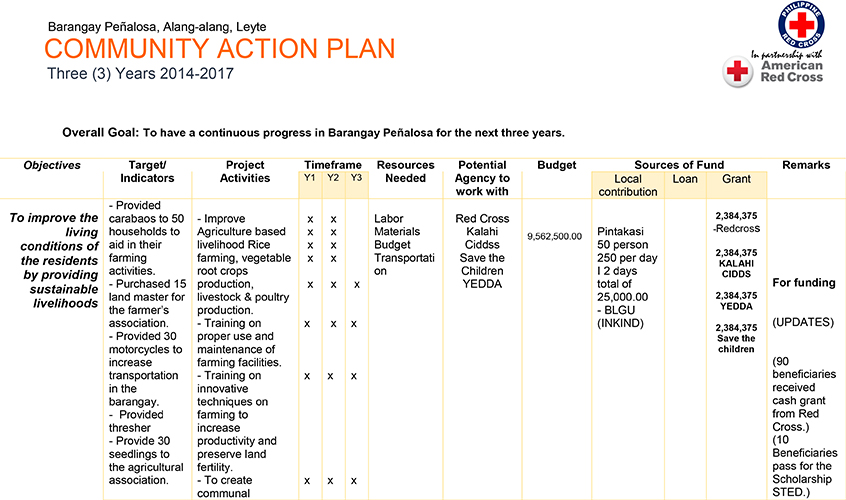 Barangay Peñalosa, Alang-alang, Leyte
COMMUNITY ACTION PLAN
Three (3) Years 2014-2017
PHILIPPINE
RED CROSS
In partnership with
American
Red Cross
Overall Goal: To have a continuous progress in Barangay Peñalosa for the next three years.
Objectives
Target/
Indicators
Project
Activities
Timeframe
Y1 Y2 Y3
Resources
Needed
Potential
Agency to
work with
Budget
Sources of Fund
Local
contribution
Loan
Grant
Remarks
To improve the
living
conditions of
the residents
by providing
sustainable
livelihoods
- Provided
carabaos to 50
households to
aid in their
farming
activities.
- Purchased 15
land master for
the farmer's
association.
- Provided 30
motorcycles to
increase
transportation
in the
barangay.
- Provided
thresher
- Provide 30
seedlings to
the agricultural
association.
- Improve
Agriculture based
livelihood Rice
farming, vegetable
root crops
production,
livestock & poultry
production.
- Training on
proper use and
maintenance of
farming facilities.
- Training on
innovative
techniques on
farming to
increase
productivity and
preserve land
fertility.
- To create
communal
x x
x x
x x
x x
x x x
x x x
x x x
x x x
Labor
Materials
Budget
Transportati
on
Red Cross
Kalahi
Ciddss
Save the
Children
YEDDA
9,562,500.00
Pintakasi
50 person
250 per day
I 2 days
total of
25,000.00
- BLGU
(INKIND)
2,384,375
-Redcross
2,384,375
KALAHI
CIDDS
2,384,375
YEDDA
2,384,375
Save the
children
For funding
(UPDATES)
(90
beneficiaries
received
cash grant
from Red
Cross.)
(10
Beneficiaries
pass for the
Scholarship
STED.)